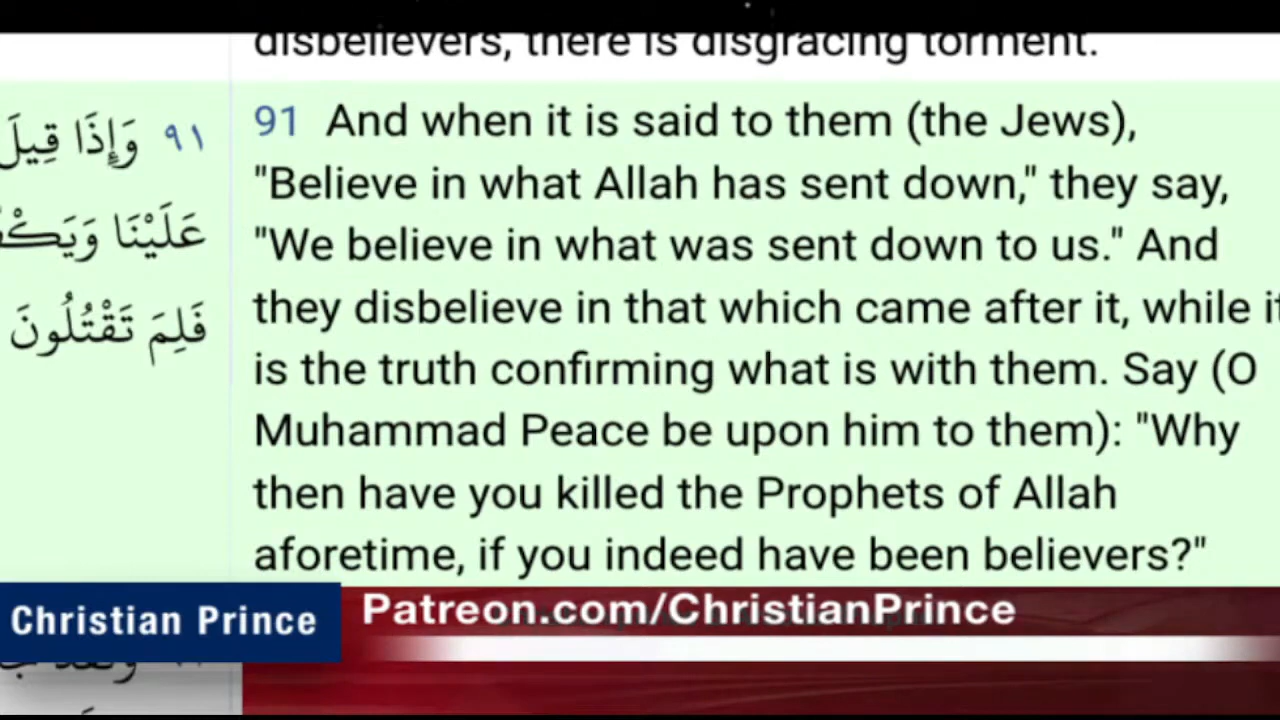 disbelievers, there is disgracing torment.
91 And when it is said to them (the Jews),
"Believe in what Allah has sent down," they say,
"We believe in what was sent down to us." And
they disbelieve in that which came after it, while it
is the truth confirming what is with them. Say (O
Muhammad Peace be upon him to them): "Why
then have you killed the Prophets of Allah
aforetime, if you indeed have been believers?"
٩١ وَإِذَا قِيلَ
عَلَيْنَا
فَلِمَ تَقْتُلُونَ
Christian Prince
Patreon.com/ChristianPrince